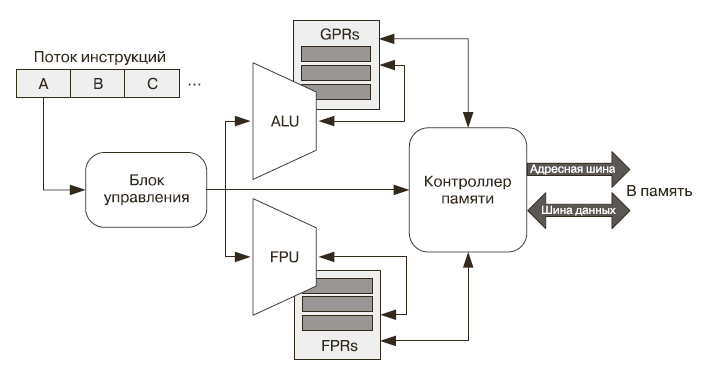 Поток инструкций
A B C ...
GPRs
ALU
Блок
управления
Контроллер
памяти
Адресная шина
Шина данных
В память
FPU
FPRs